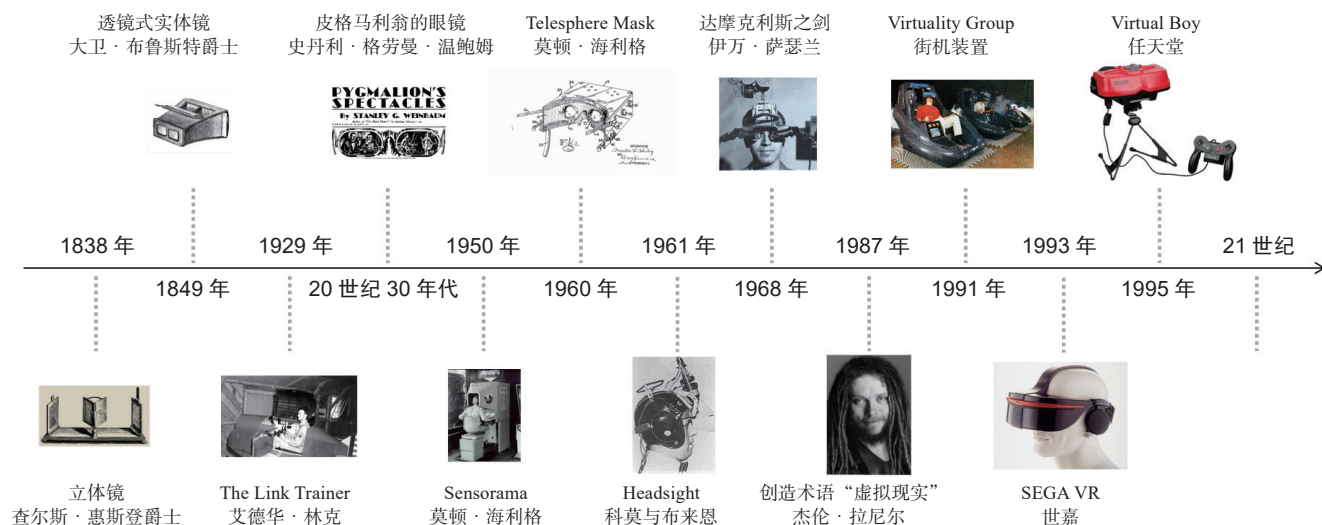 透镜式实体镜
大卫·布鲁斯特爵士
皮格马利翁的眼镜
史丹利·格劳曼·温鲍姆
Telesphere Mask
莫顿·海利格
达摩克利斯之剑
伊万·萨瑟兰
Virtuality Group
街机装置
Virtual Boy
任天堂
PYGMALION'S
SPECTACLES
By STANLEY G. WEINBAUM
1838 年
1929 年
1950 年
1961 年
1987 年
1993 年
21 世纪
1849 年
20 世纪 30 年代
1960 年
1968 年
1991 年
1995 年
立体镜
查尔斯·惠斯登爵士
The Link Trainer
艾德华·林克
Sensorama
莫顿·海利格
Headsight
科莫与布来恩
创造术语“虚拟现实”
杰伦·拉尼尔
SEGA VR
世嘉